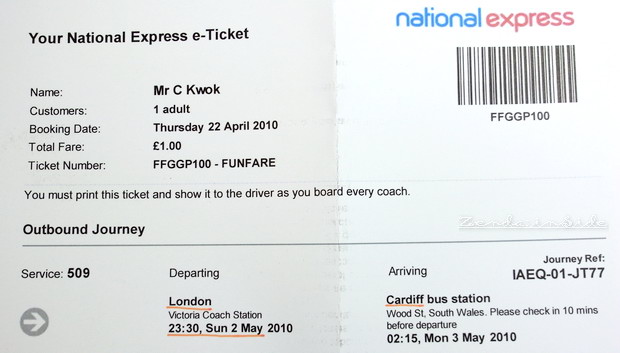 national express
Your National Express e-Ticket
FFGGP100
Name: Mr C Kwok
Customers: 1 adult
Booking Date: Thursday 22 April 2010
Total Fare: £1.00
Ticket Number: FFGGP100 - FUNFARE
You must print this ticket and show it to the driver as you board every coach.
Outbound Journey
Journey Ref:
IAEQ-01-JT77
Service: 509 Departing Arriving
London Cardiff bus station
Victoria Coach Station Wood St, South Wales. Please check in 10 mins
before departure
23:30, Sun 2 May 2010
02:15, Mon 3 May 2010